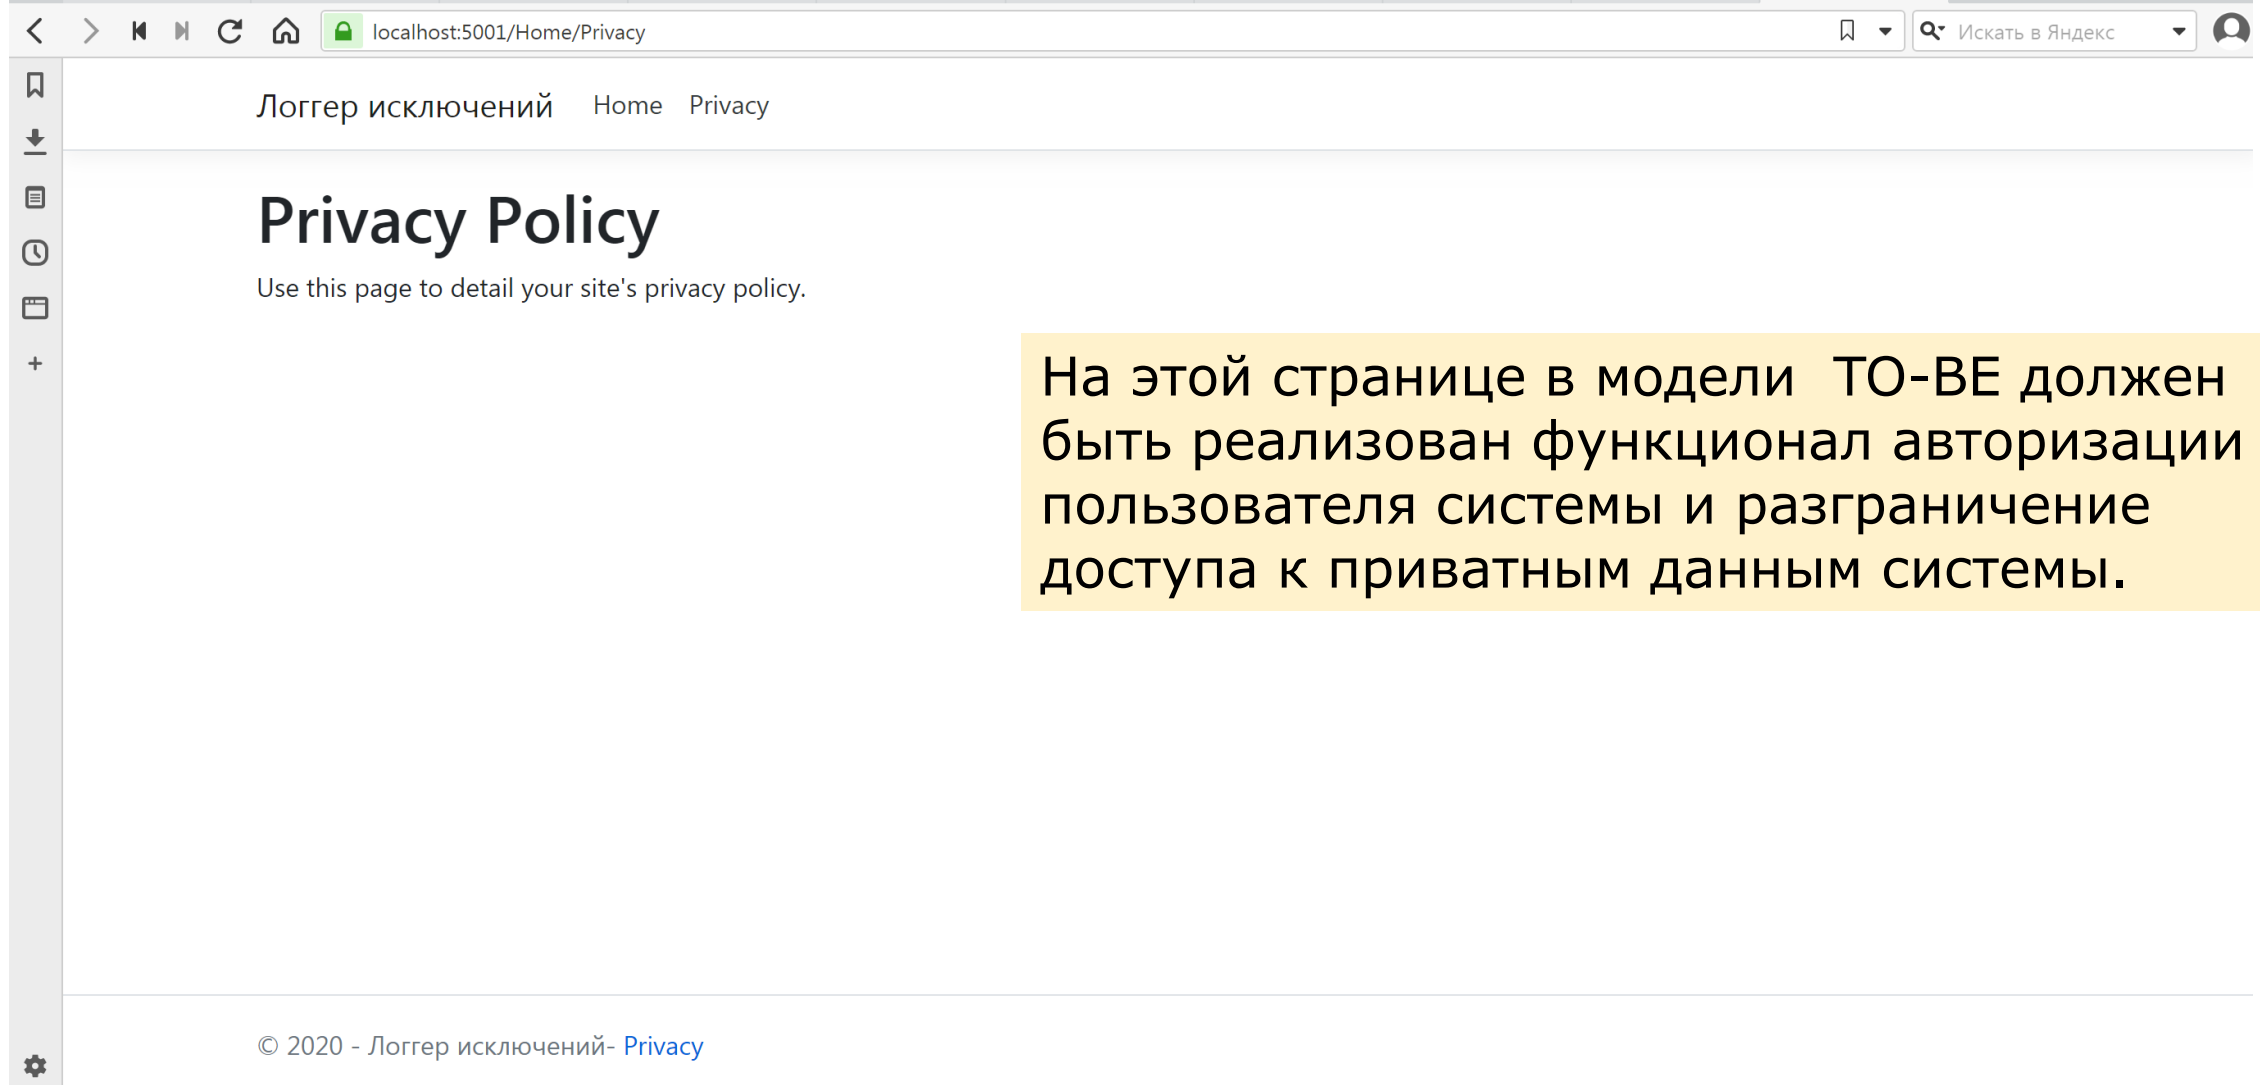 localhost:5001/Home/Privacy
Искать в Яндекс
Логгер исключений Home Privacy
Privacy Policy
Use this page to detail your site's privacy policy.
На этой странице в модели  TO-BE должен
быть реализован функционал авторизации
пользователя системы и разграничение
доступа к приватным данным системы.
© 2020 - Логгер исключений- Privacy